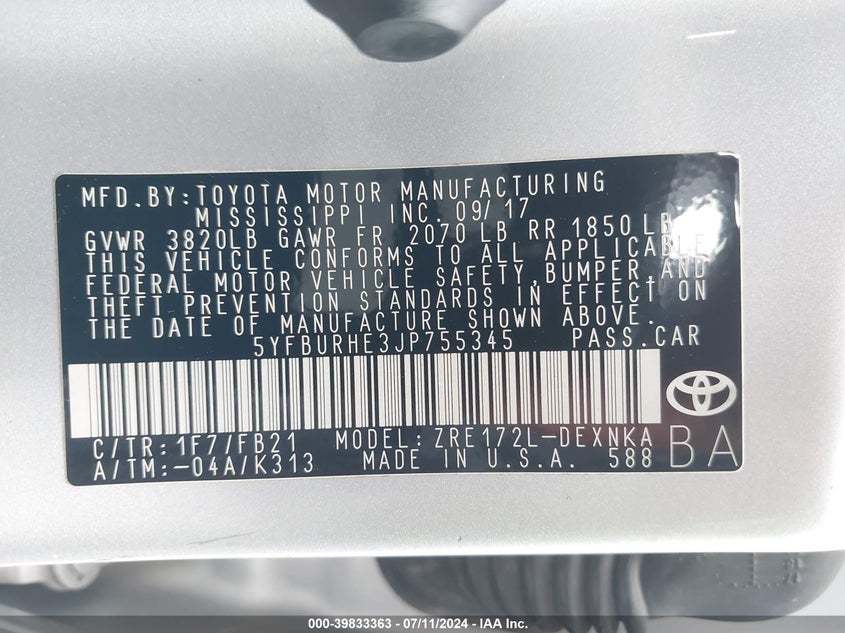 MFD.BY:TOYOTA MOTOR MANUFACTURING
MISSISSIPPI INC. 09/ 17
GVWR 3820LB GAWR FR 2070 LB RR 1850 LB
THIS VEHICLE CONFORMS TO ALL APPLICABLE
FEDERAL MOTOR VEHICLE SAFETY,BUMPER,AND
THEFT PREVENTION STANDARDS IN EFFECT ON
THE DATE OF MANUFACTURE SHOWN ABOVE.
5YFBURHE3JP755345 PASS.CAR
C/TR:1F7/FB21 MODEL:ZRE172L-DEXNKA
A/TM:-04A/K313 MADE IN U.S.A. 588
BA
000-39833363 - 07/11/2024 - IAA Inc.